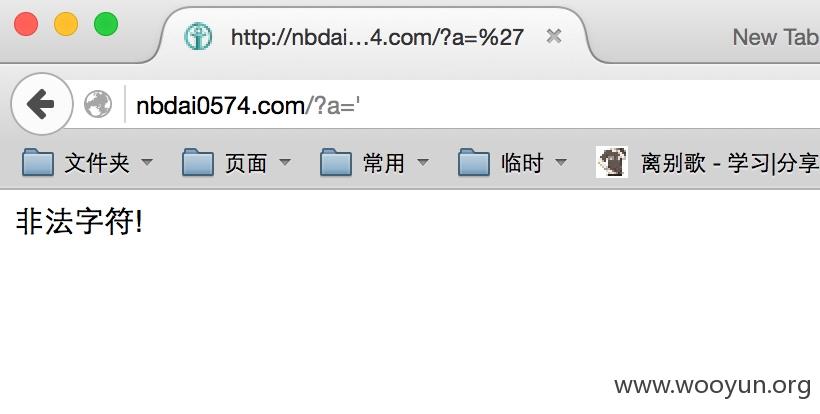 http://nbdai...4.com/?a=%27
New Tab
nbdai0574.com/?a='
文件夹 页面 常用 临时 离别歌 - 学习|分享
非法字符!
www.wooyun.org